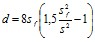 d = 8s_f (1,5 s_f^2/s^2 − 1)